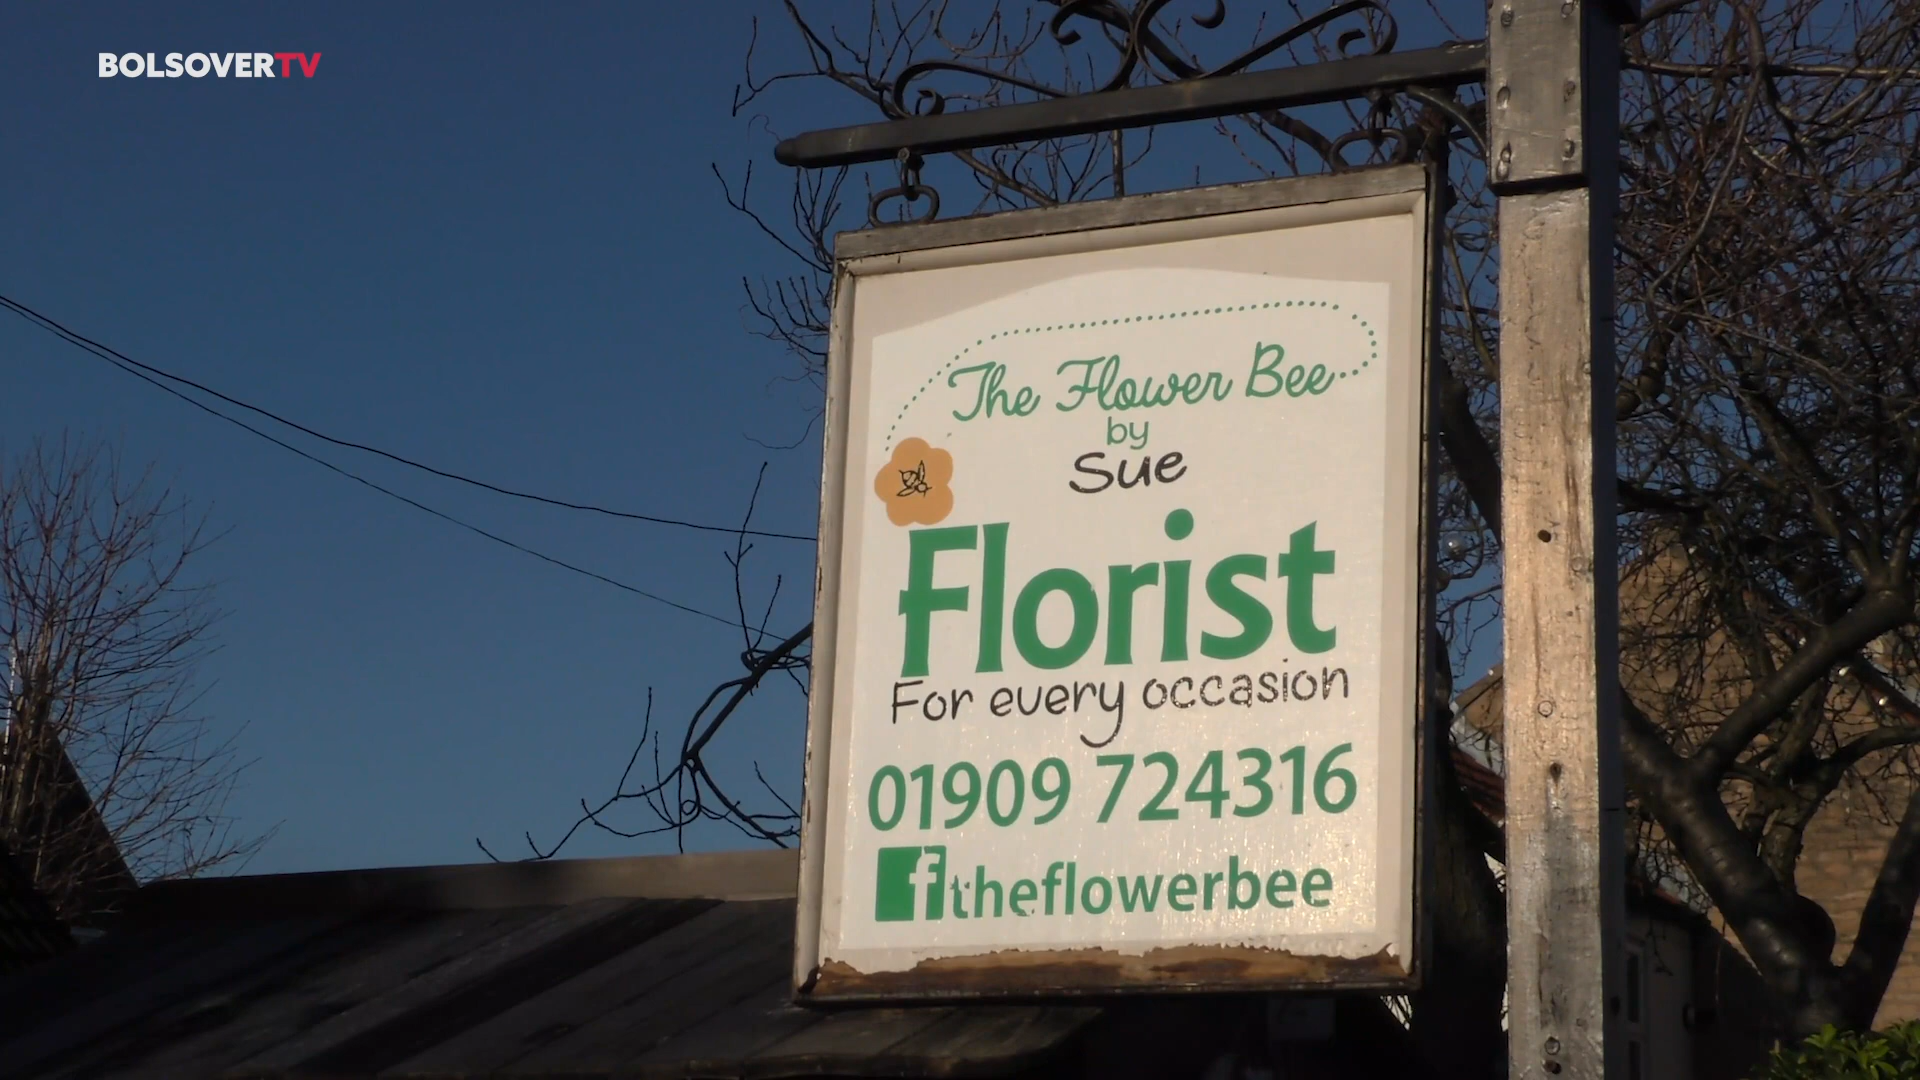 BOLSOVERTV
The Flower Bee
by
Sue
Florist
For every occasion
01909 724316
f theflowerbee